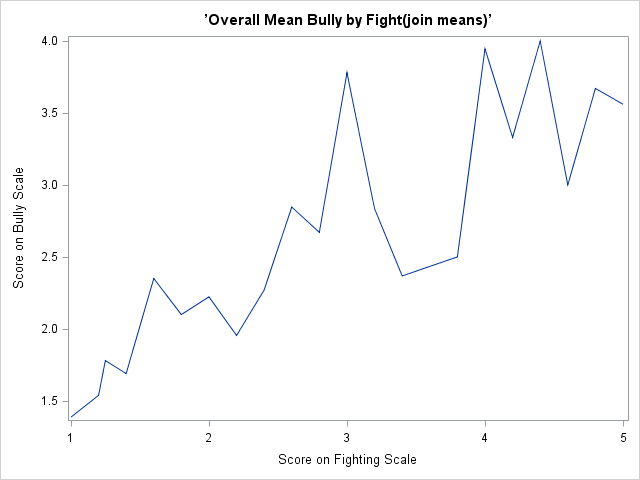 ’Overall Mean Bully by Fight(join means)’
4.0
3.5
3.0
2.5
2.0
1.5
Score on Bully Scale
1 2 3 4 5
Score on Fighting Scale